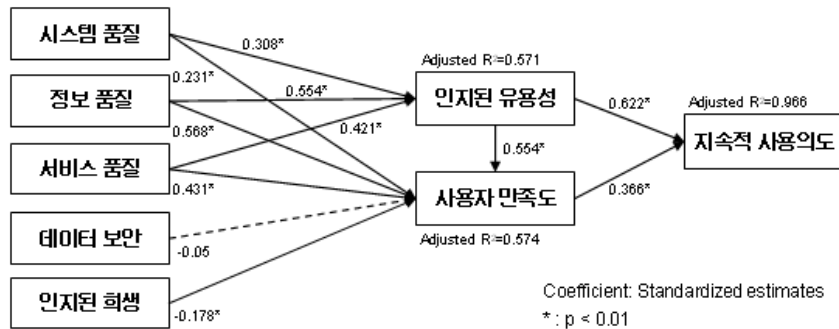 시스템 품질
0.308*
Adjusted R²=0.571
0.231*
정보 품질
0.554*
인지된 유용성
0.622*
Adjusted R²=0.966
0.568*
0.421*
지속적 사용의도
서비스 품질
0.554*
0.431*
사용자 만족도
0.366*
데이터 보안
-0.05
Adjusted R²=0.574
인지된 희생
-0.178*
Coefficient: Standardized estimates
* : p < 0.01